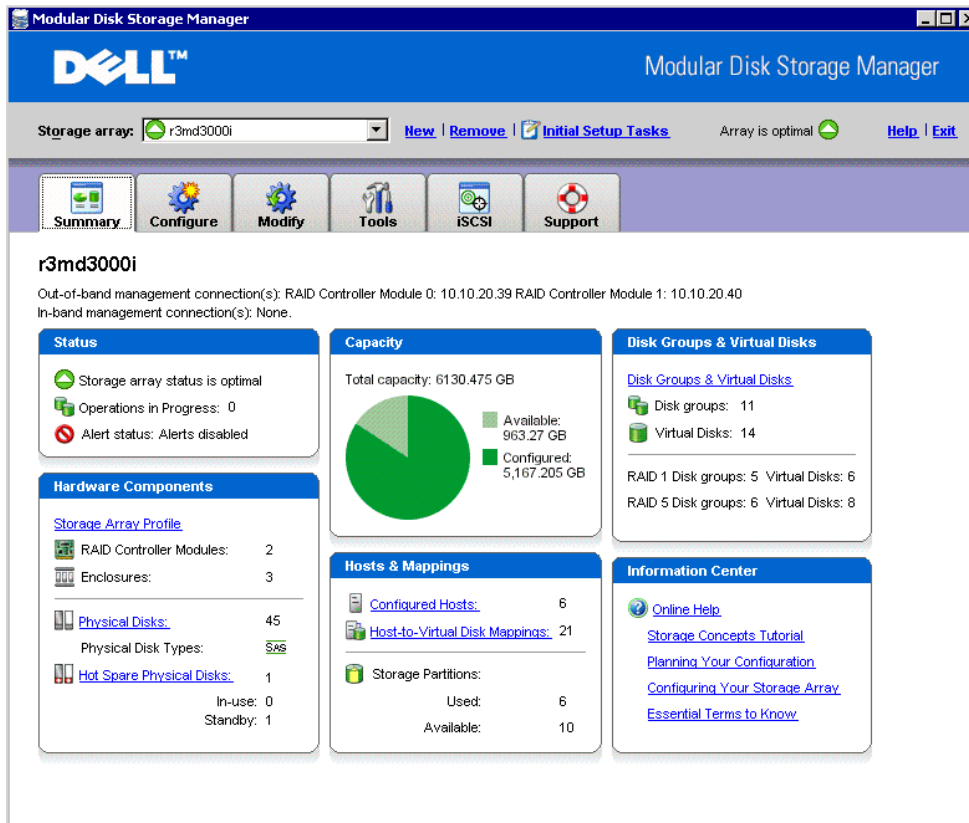 Modular Disk Storage Manager
DELL™
Modular Disk Storage Manager
Storage array: r3md3000i New | Remove | Initial Setup Tasks Array is optimal Help | Exit
Summary Configure Modify Tools iSCSI Support
r3md3000i
Out-of-band management connection(s): RAID Controller Module 0: 10.10.20.39 RAID Controller Module 1: 10.10.20.40
In-band management connection(s): None.
Status
Storage array status is optimal
Operations in Progress: 0
Alert status: Alerts disabled
Hardware Components
Storage Array Profile
RAID Controller Modules: 2
Enclosures: 3
Physical Disks: 45
Physical Disk Types: SAS
Hot Spare Physical Disks: 1
In-use: 0
Standby: 1
Capacity
Total capacity: 6130.475 GB
Available:
963.27 GB
Configured:
5,167.205 GB
Hosts & Mappings
Configured Hosts: 6
Host-to-Virtual Disk Mappings: 21
Storage Partitions:
Used: 6
Available: 10
Disk Groups & Virtual Disks
Disk Groups & Virtual Disks
Disk groups: 11
Virtual Disks: 14
RAID 1 Disk groups: 5 Virtual Disks: 6
RAID 5 Disk groups: 6 Virtual Disks: 8
Information Center
Online Help
Storage Concepts Tutorial
Planning Your Configuration
Configuring Your Storage Array
Essential Terms to Know